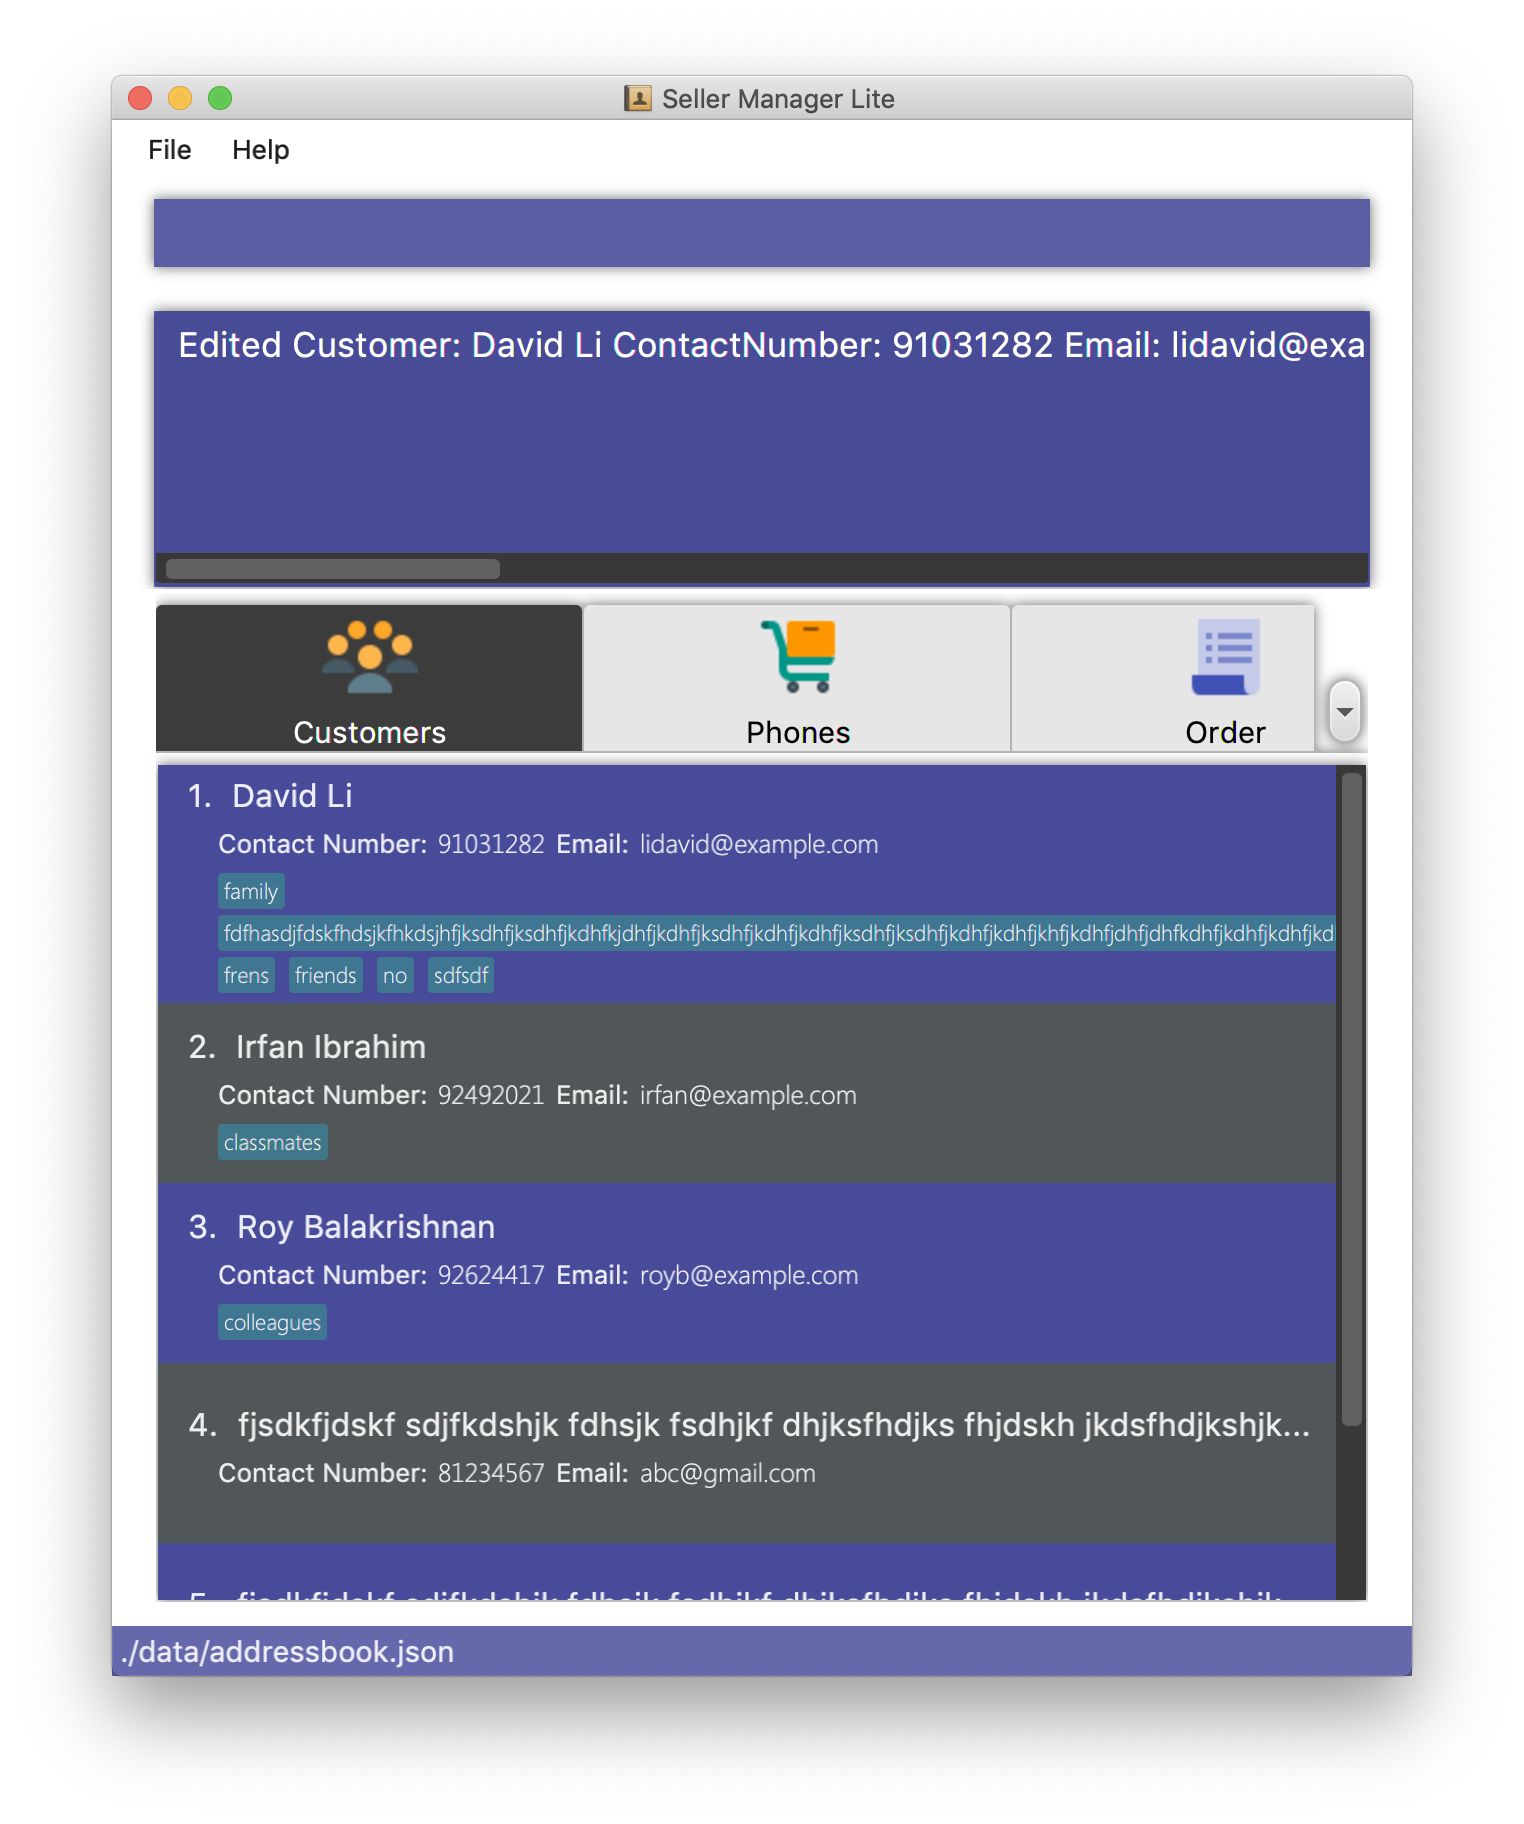 Seller Manager Lite
File Help
Edited Customer: David Li ContactNumber: 91031282 Email: lidavid@exa
Customers Phones Order
1. David Li
Contact Number: 91031282 Email: lidavid@example.com
family
fdfhasdjfdskfhdsjkfhkdsjhfjksdhfjksdhfjkdhfkjdhfjkdhfjksdhfjkdhfjkdhfjksdhfjksdhfjkdhfjkdhfjkhfjkdhfjdhfjdhfkdhfjkdhfjkdhfjkd
frens friends no sdfsdf
2. Irfan Ibrahim
Contact Number: 92492021 Email: irfan@example.com
classmates
3. Roy Balakrishnan
Contact Number: 92624417 Email: royb@example.com
colleagues
4. fjsdkfjdskf sdjfkdshjk fdhsjk fsdhjkf dhjksfhdjks fhjdskh jkdsfhdjkshjk...
Contact Number: 81234567 Email: abc@gmail.com
./data/addressbook.json